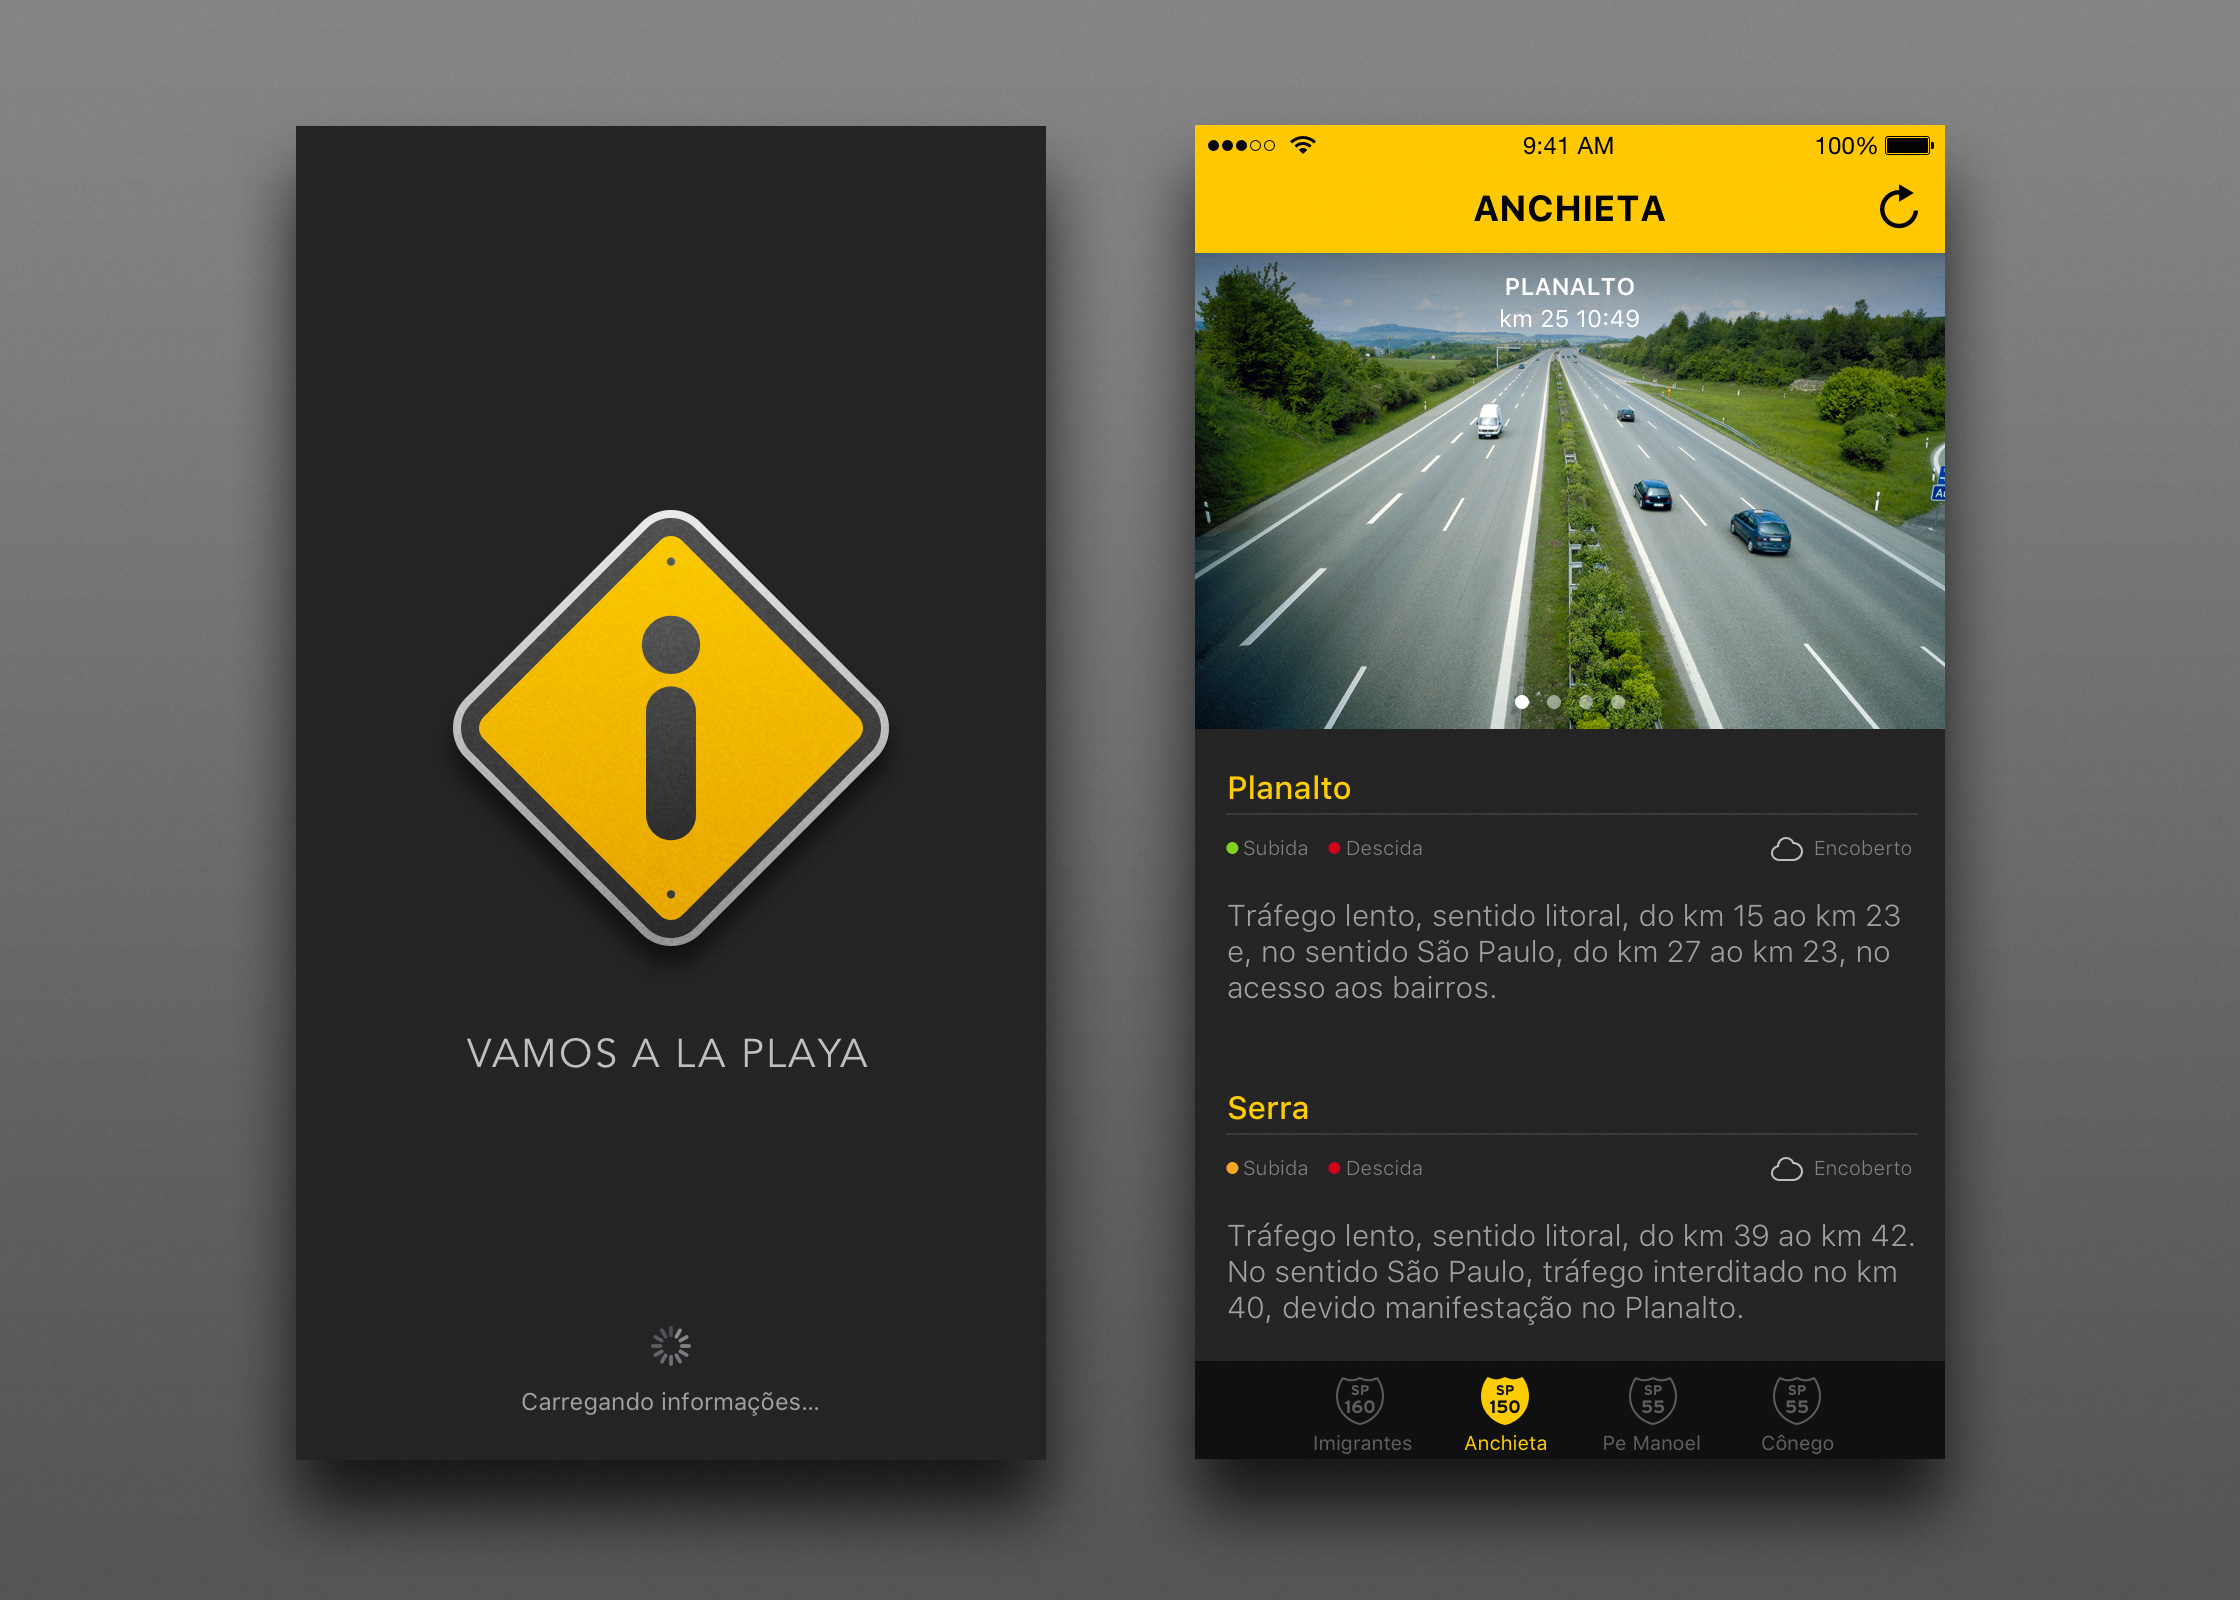 VAMOS A LA PLAYA
Carregando informações...
9:41 AM
100%
ANCHIETA
PLANALTO
km 25 10:49
Planalto
Subida Descida Encoberto
Tráfego lento, sentido litoral, do km 15 ao km 23
e, no sentido São Paulo, do km 27 ao km 23, no
acesso aos bairros.
Serra
Subida Descida Encoberto
Tráfego lento, sentido litoral, do km 39 ao km 42.
No sentido São Paulo, tráfego interditado no km
40, devido manifestação no Planalto.
SP
160
Imigrantes
SP
150
Anchieta
SP
55
Pe Manoel
SP
55
Cônego